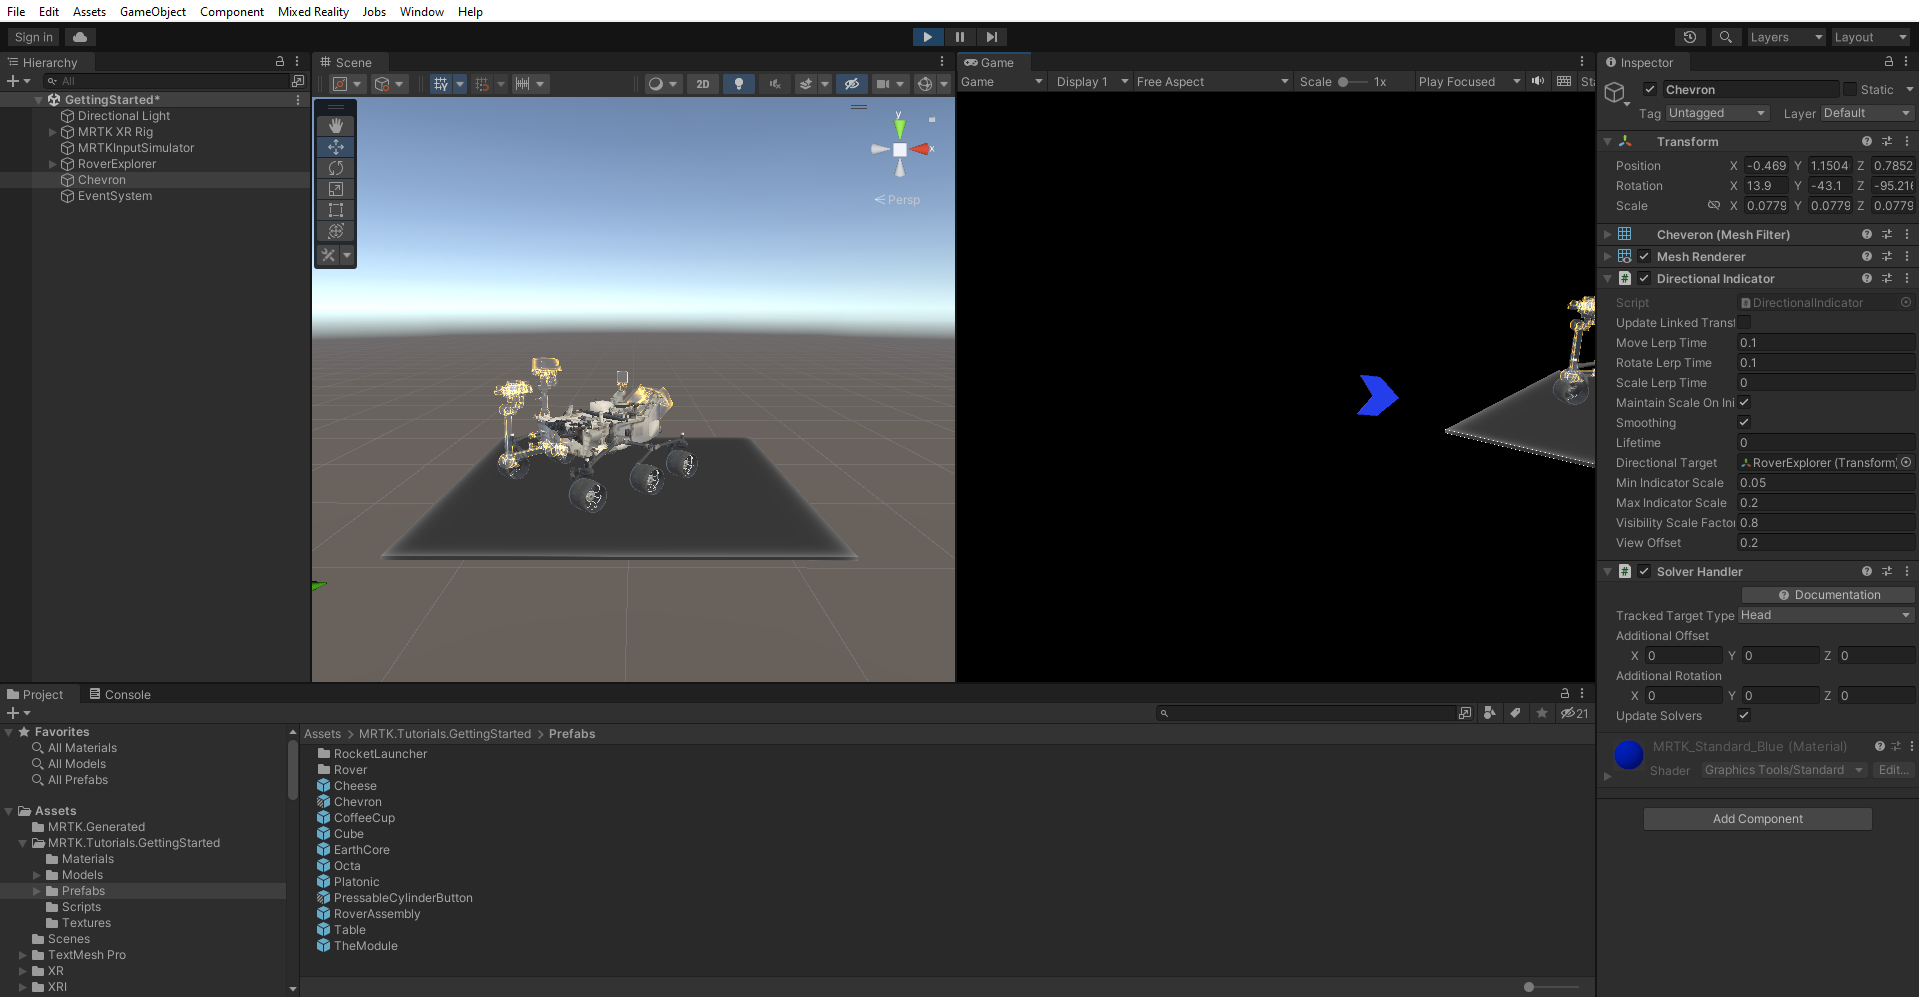 File Edit Assets GameObject Component Mixed Reality Jobs Window Help
Sign in
Layers
Layout
Hierarchy
All
GettingStarted*
Directional Light
MRTK XR Rig
MRTKInputSimulator
RoverExplorer
Chevron
EventSystem
Scene
2D
y
x
Persp
Game
Game Display 1 Free Aspect Scale 1x Play Focused Sta
Inspector
Chevron Static
Tag Untagged Layer Default
Transform
Position X -0.469 Y 1.1504 Z 0.7852
Rotation X 13.9 Y -43.1 Z -95.216
Scale X 0.0779 Y 0.0779 Z 0.0779
Cheveron (Mesh Filter)
Mesh Renderer
Directional Indicator
Script DirectionalIndicator
Update Linked Transf
Move Lerp Time 0.1
Rotate Lerp Time 0.1
Scale Lerp Time 0
Maintain Scale On Ini
Smoothing
Lifetime 0
Directional Target RoverExplorer (Transform)
Min Indicator Scale 0.05
Max Indicator Scale 0.2
Visibility Scale Factor 0.8
View Offset 0.2
Solver Handler
Documentation
Tracked Target Type Head
Additional Offset
X 0 Y 0 Z 0
Additional Rotation
X 0 Y 0 Z 0
Update Solvers
MRTK_Standard_Blue (Material)
Shader Graphics Tools/Standard Edit...
Add Component
Project
Console
21
Favorites
All Materials
All Models
All Prefabs
Assets
MRTK.Generated
MRTK.Tutorials.GettingStarted
Materials
Models
Prefabs
Scripts
Textures
Scenes
TextMesh Pro
XR
XRI
Assets > MRTK.Tutorials.GettingStarted > Prefabs
RocketLauncher
Rover
Cheese
Chevron
CoffeeCup
Cube
EarthCore
Octa
Platonic
PressableCylinderButton
RoverAssembly
Table
TheModule